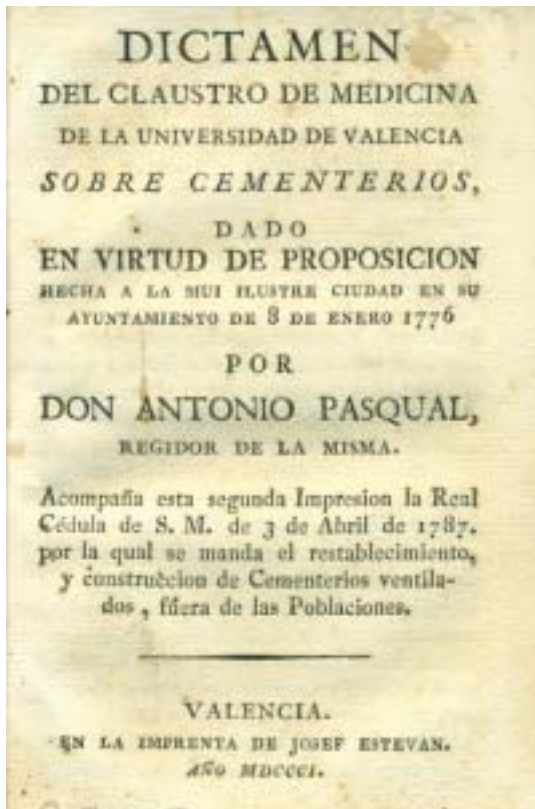 DICTAMEN
DEL CLAUSTRO DE MEDICINA
DE LA UNIVERSIDAD DE VALENCIA
SOBRE CEMENTERIOS,
DADO
EN VIRTUD DE PROPOSICION
HECHA A LA MUI ILUSTRE CIUDAD EN SU
AYUNTAMIENTO DE 8 DE ENERO 1776
POR
DON ANTONIO PASQUAL,
REGIDOR DE LA MISMA.
Acompaña esta segunda Impresion la Real
Cédula de S. M. de 3 de Abril de 1787.
por la qual se manda el restablecimiento,
y construccion de Cementerios ventila-
dos, fuera de las Poblaciones.
VALENCIA.
EN LA IMPRENTA DE JOSEF ESTEVAN.
AÑO MDCCCI.